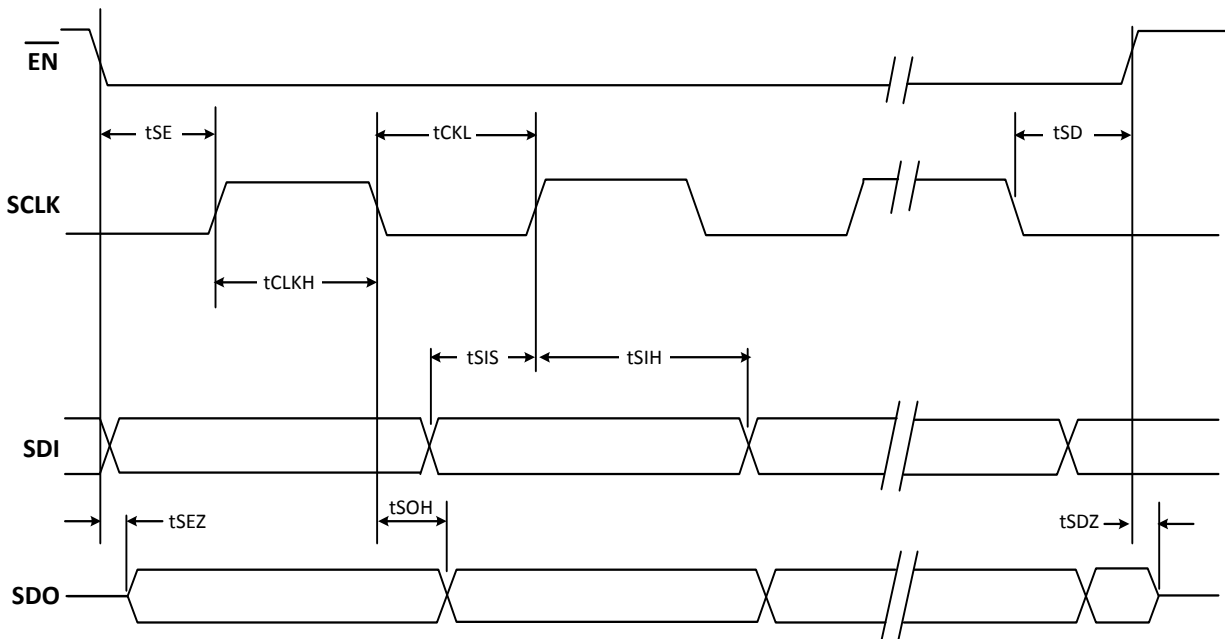 EN
tSE
tCKL
tSD
SCLK
tCLKH
tSIS
tSIH
SDI
tSEZ
tSOH
tSDZ
SDO